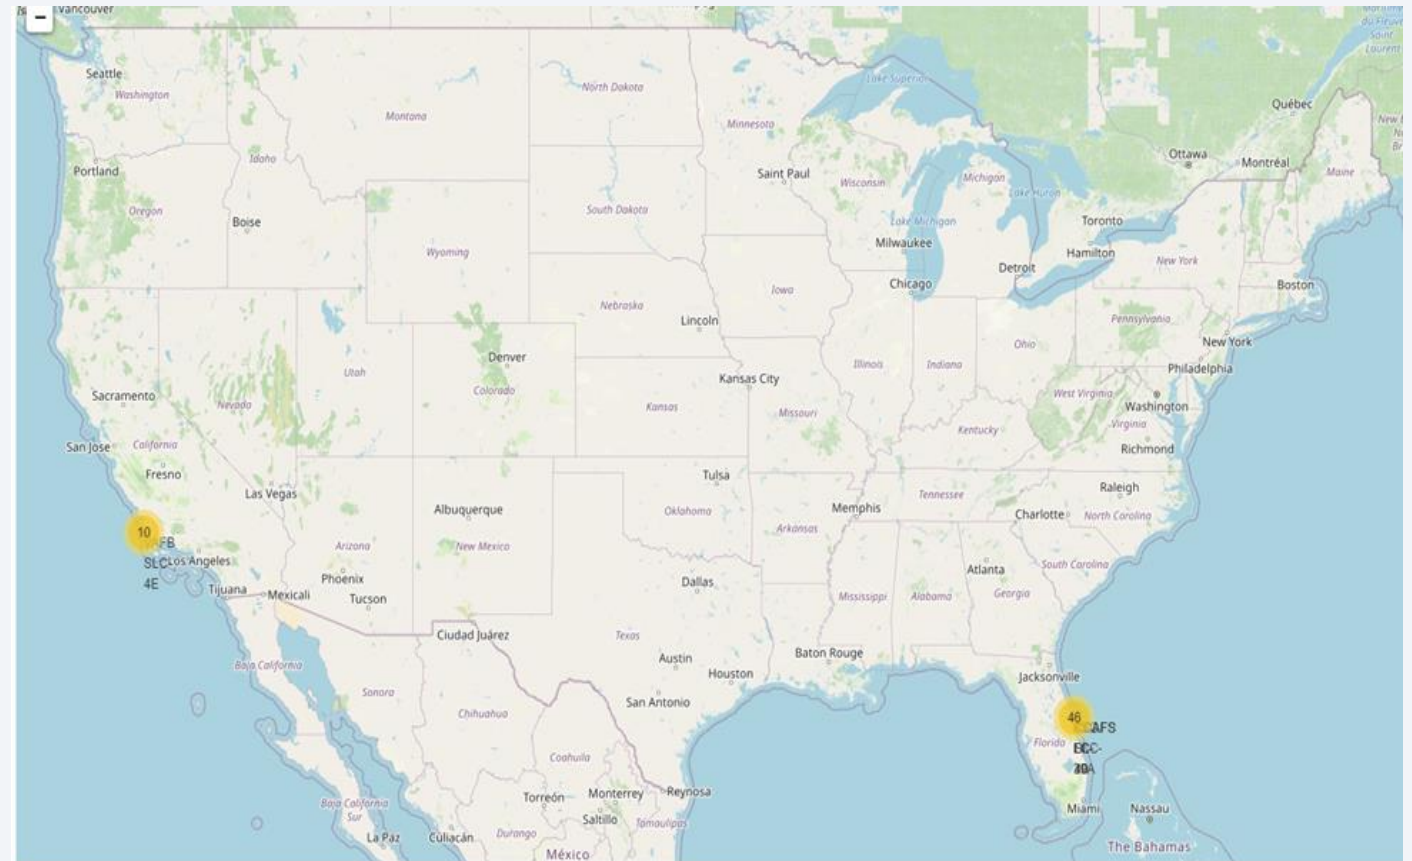 −
Vancouver
Seattle
Washington
Montana
North Dakota
Minnesota
Lake Superior
Québec
Ottawa
Montréal
Maine
Idaho
Portland
Oregon
Boise
Saint Paul
Wisconsin
Michigan
Lake Huron
South Dakota
Lake Michigan
Toronto
Wyoming
Milwaukee
Hamilton
Detroit
New York
Chicago
Iowa
Boston
Nebraska
Lincoln
Pennsylvania
Ohio
New York
Denver
Utah
Colorado
Illinois
Indiana
Philadelphia
Kansas City
Sacramento
Nevada
Kansas
Missouri
West Virginia
Washington
Virginia
Kentucky
San Jose
California
Richmond
Fresno
Las Vegas
Tulsa
Raleigh
Tennessee
Albuquerque
Oklahoma
Memphis
Charlotte
North Carolina
10
Arkansas
Arizona
New Mexico
SLC-
4E
Los Angeles
Atlanta
South Carolina
Phoenix
Dallas
Tijuana
Mexicali
Tucson
Mississippi
Alabama
Georgia
Ciudad Juárez
Texas
Baja California
Austin
Baton Rouge
Houston
Jacksonville
Sonora
San Antonio
Chihuahua
46
Florida
Coahuila
Torreón
Monterrey
Reynosa
Baja California
Sur
Saltillo
Tamaulipas
Miami
Nassau
La Paz
Culiacán
Durango
México
The Bahamas